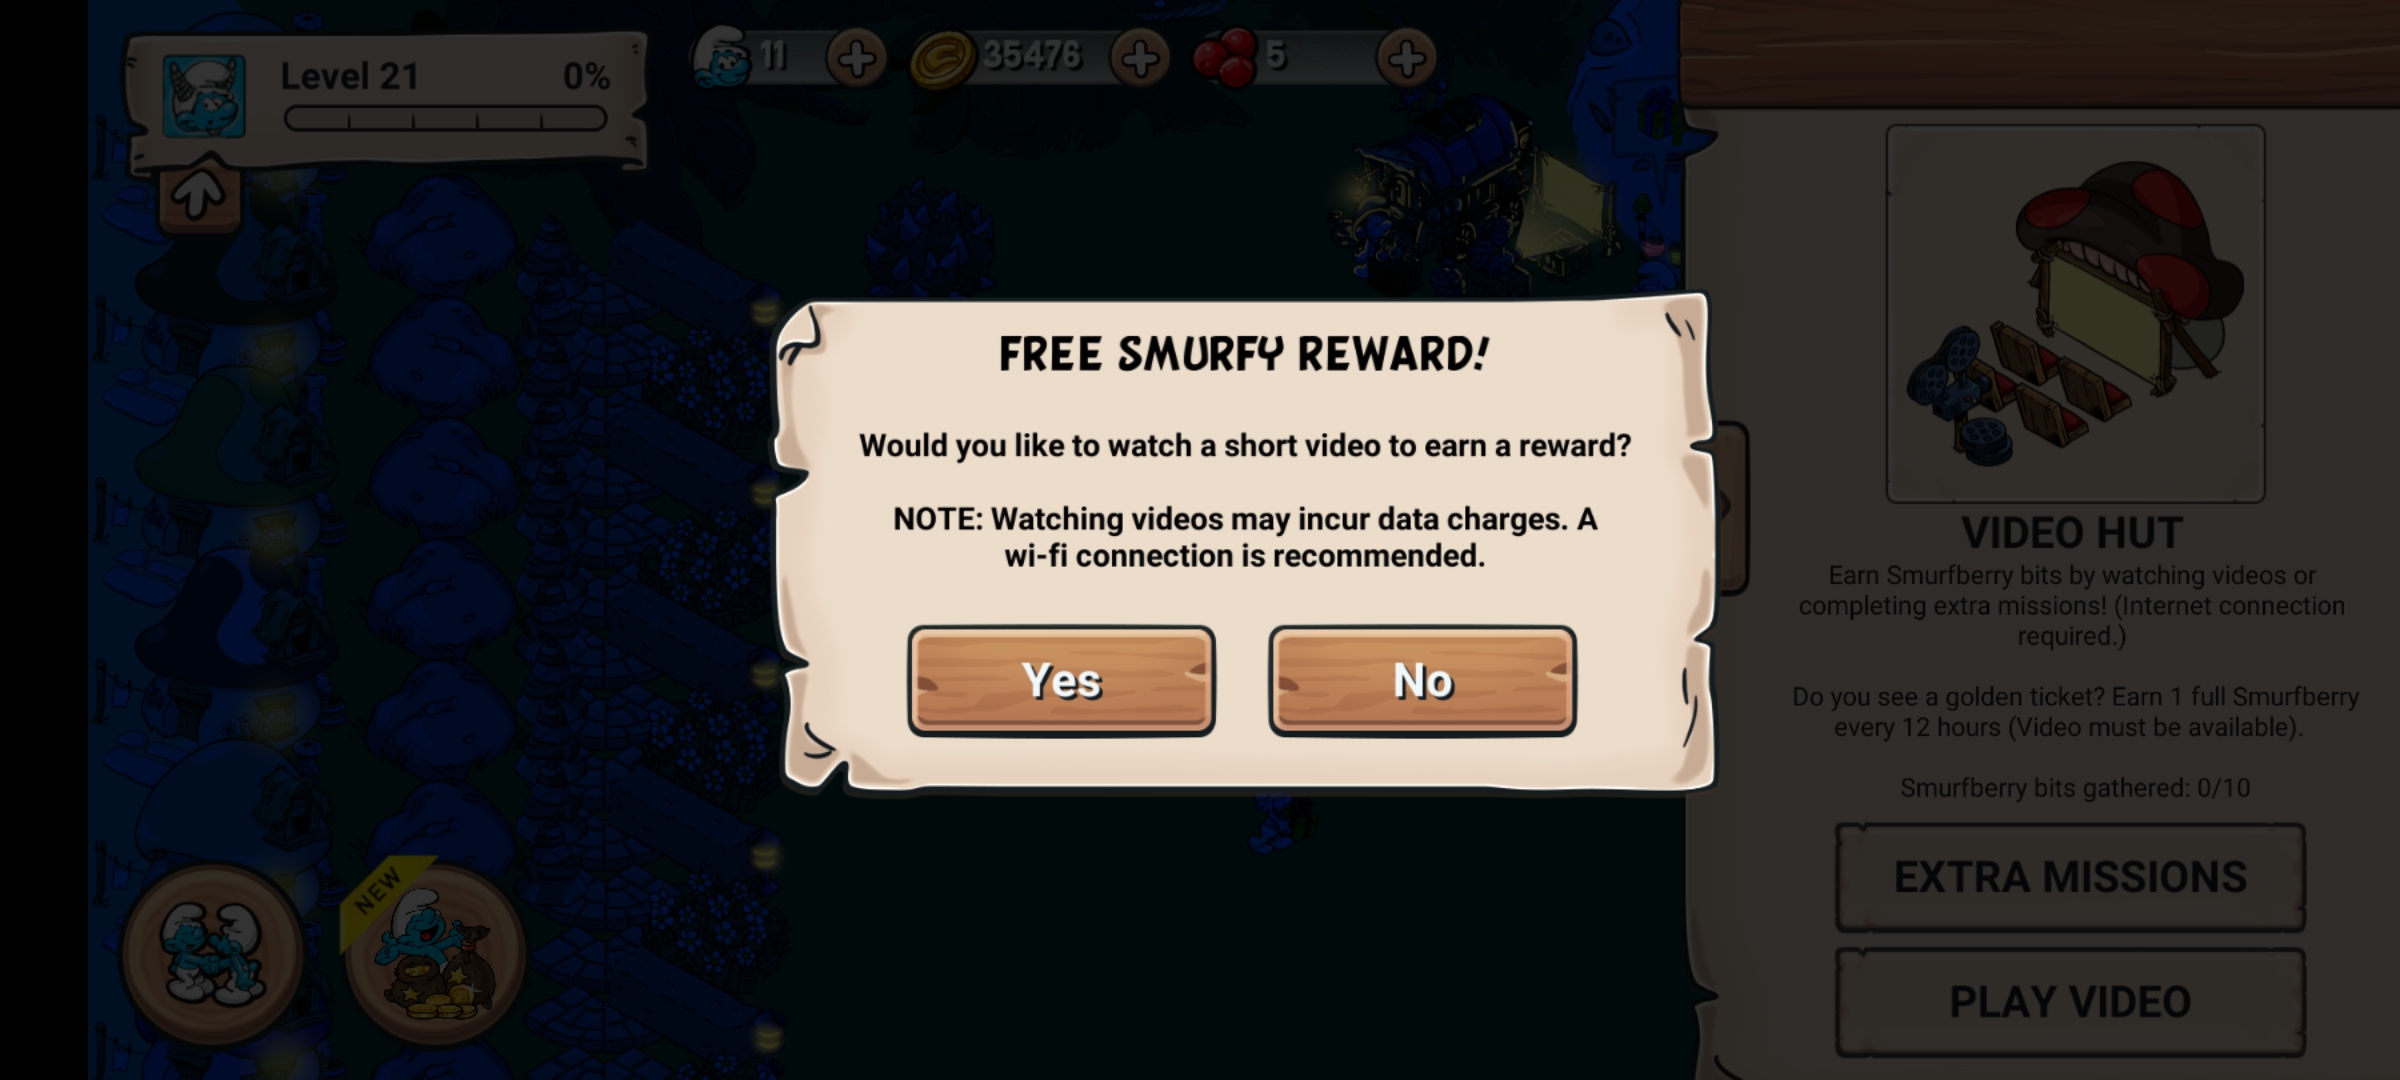 Level 21
0%
11
35476
5
FREE SMURFY REWARD!
Would you like to watch a short video to earn a reward?
NOTE: Watching videos may incur data charges. A
wi-fi connection is recommended.
Yes
No
VIDEO HUT
Earn Smurfberry bits by watching videos or
completing extra missions! (Internet connection
required.)
Do you see a golden ticket? Earn 1 full Smurfberry
every 12 hours (Video must be available).
Smurfberry bits gathered: 0/10
EXTRA MISSIONS
PLAY VIDEO
NEW